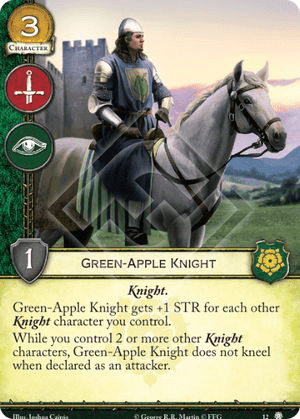 3
CHARACTER
1
GREEN-APPLE KNIGHT
Knight.
Green-Apple Knight gets +1 STR for each other
Knight character you control.
While you control 2 or more other Knight
characters, Green-Apple Knight does not kneel
when declared as an attacker.
Illus. Joshua Cairós © George R.R. Martin © FFG 12